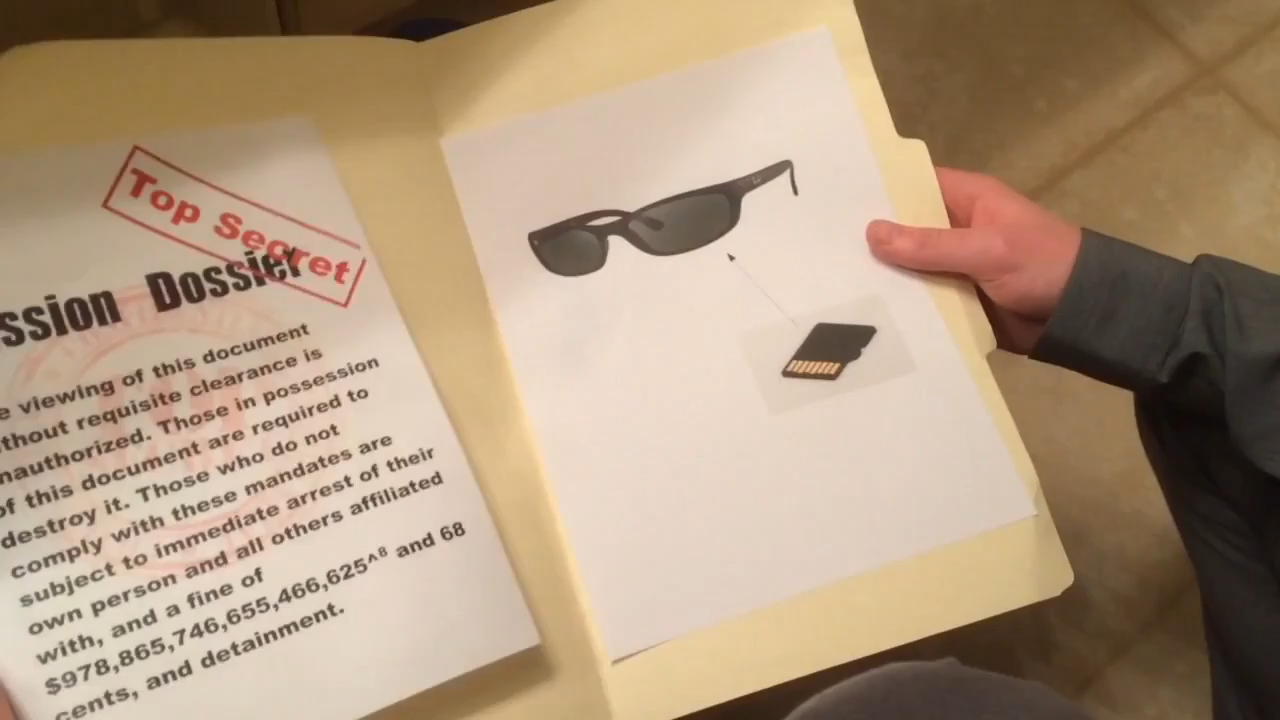 Top Secret
ssion Dossier
e viewing of this document
thout requisite clearance is
nauthorized. Those in possession
of this document are required to
destroy it. Those who do not
comply with these mandates are
subject to immediate arrest of their
own person and all others affiliated
with, and a fine of
$978,865,746,655,466,625^8 and 68
cents, and detainment.